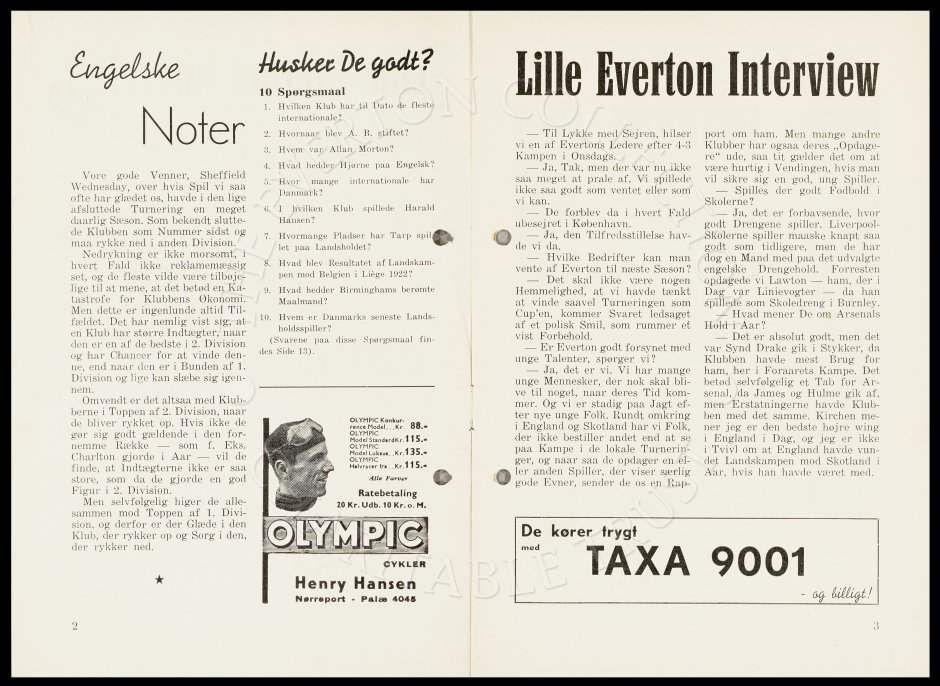 Engelske
Noter
Vore gode Venner, Sheffield
Wednesday, over hvis Spil vi saa
ofte har glædet os, havde i den lige
afsluttede Turnering en meget
daarlig Sæson. Som bekendt slutte-
de Klubben som Nummer sidst og
maa rykke ned i anden Division.
Nedrykning er ikke morsomt, i
hvert Fald ikke reklamemæssig
set, og de fleste vilde være tilbøje-
lige til at mene, at det betød en Ka-
tastrofe for Klubbens Økonomi.
Men dette er ingenlunde altid Til-
fældet. Det har nemlig vist sig, at
en Klub har større Indtægter, naar
den er en af de bedste i 2. Division
og har Chancer for at vinde den-
ne, end naar den er i Bunden af 1.
Division og lige kan slæbe sig igen-
nem.
Omvendt er det altsaa med Klub-
berne i Toppen af 2. Division, naar
de bliver rykket op. Hvis ikke de
gør sig godt gældende i den for-
nemme Række — som f. Eks.
Charlton gjorde i Aar — vil de
finde, at Indtægterne ikke er saa
store, som da de gjorde en god
Figur i 2. Division.
Men selvfølgelig higer de alle-
sammen mod Toppen af 1. Divi-
sion, og derfor er der Glæde i den
Klub, der rykker op og Sorg i den,
der rykker ned.
2
Husker De godt?
10 Spørgsmaal
1. Hvilken Klub har til Dato de fleste
internationale?
2. Hvornaar blev A. B. stiftet?
3. Hvem var Allan Morton?
4. Hvad hedder Hjørne paa Engelsk?
5. Hvor mange internationale har
Danmark?
6. I hvilken Klub spillede Harald
Hansen?
7. Hvormange Pladser har Tarp spil-
let paa Landsholdet?
8. Hvad blev Resultatet af Landskam-
pen mod Belgien i Liège 1922?
9. Hvad hedder Birminghams berømte
Maalmand?
10. Hvem er Danmarks seneste Lands-
holdsspiller?
(Svarene paa disse Spørgsmaal fin-
des Side 13).
OLYMPIC Konkur-
rence Model.. Kr. 88.-
OLYMPIC
Model Standard Kr. 115.-
OLYMPIC
Model Luksus.. Kr. 135.-
OLYMPIC
Halvracer fra .. Kr. 115.-
Alle Farver
Ratebetaling
20 Kr. Udb. 10 Kr. o. M.
OLYMPIC
CYKLER
Henry Hansen
Nørreport - Palæ 4048
Lille Everton Interview
— Til Lykke med Sejren, hilser
vi en af Evertons Ledere efter 4-3
Kampen i Onsdags.
— Ja, Tak, men der var nu ikke
saa meget at prale af. Vi spillede
ikke saa godt som ventet eller som
vi kan.
— De forblev da i hvert Fald
ubesejret i København.
— Ja, den Tilfredsstillelse hav-
de vi da.
— Hvilke Bedrifter kan man
vente af Everton til næste Sæson?
— Det skal ikke være nogen
Hemmelighed, at vi havde tænkt
at vinde saavel Turneringen som
Cup'en, kommer Svaret ledsaget
af et polisk Smil, som rummer et
vist Forbehold.
— Er Everton godt forsynet med
unge Talenter, spørger vi?
— Ja, det er vi. Vi har mange
unge Mennesker, der nok skal bli-
ve til noget, naar deres Tid kom-
mer. Og vi er stadig paa Jagt ef-
ter nye unge Folk. Rundt omkring
i England og Skotland har vi Folk,
der ikke bestiller andet end at se
paa Kampe i de lokale Turnerin-
ger, og naar saa de opdager en el-
ler anden Spiller, der viser særlig
gode Evner, sender de os en Rap-
port om ham. Men mange andre
Klubber har ogsaa deres „Opdage-
re" ude, saa tit gælder det om at
være hurtig i Vendingen, hvis man
vil sikre sig en god, ung Spiller.
— Spilles der godt Fodbold i
Skolerne?
— Ja, det er forbavsende, hvor
godt Drengene spiller. Liverpool-
Skolerne spiller maaske knapt saa
godt som tidligere, men de har
dog en Mand med paa det udvalgte
engelske Drengehold. Forresten
opdagede vi Lawton — ham, der i
Dag var Linievogter — da han
spillede som Skoledreng i Burnley.
— Hvad mener De om Arsenals
Hold i Aar?
— Det er absolut godt, men det
var Synd Drake gik i Stykker, da
Klubben havde mest Brug for
ham, her i Foraarets Kampe. Det
betød selvfølgelig et Tab for Ar-
senal, da James og Hulme gik af,
men Erstatningerne havde Klub-
ben med det samme. Kirchen me-
ner jeg er den bedste højre wing
i England i Dag, og jeg er ikke
i Tvivl om at England havde vun-
det Landskampen mod Skotland i
Aar, hvis han havde været med.
De kører trygt
med
TAXA 9001
- og billigt!
3